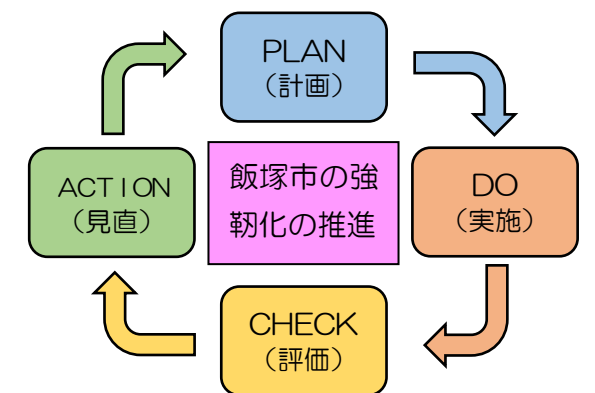 PLAN
（計画）
ACTION
（見直）
飯塚市の強
靭化の推進
DO
（実施）
CHECK
（評価）